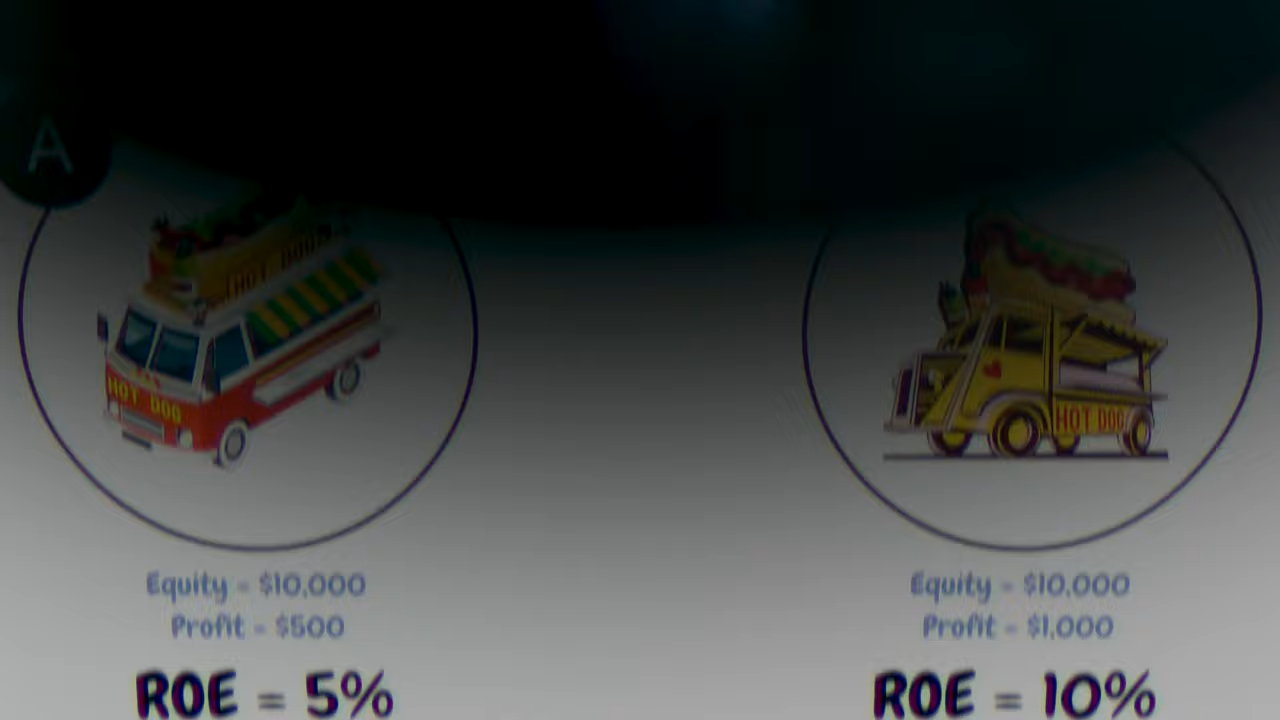 A
HOT DOG
HOT DOG
HOT DOG
Equity - $10,000
Profit - $500
ROE = 5%
Equity - $10,000
Profit - $1,000
ROE = 10%